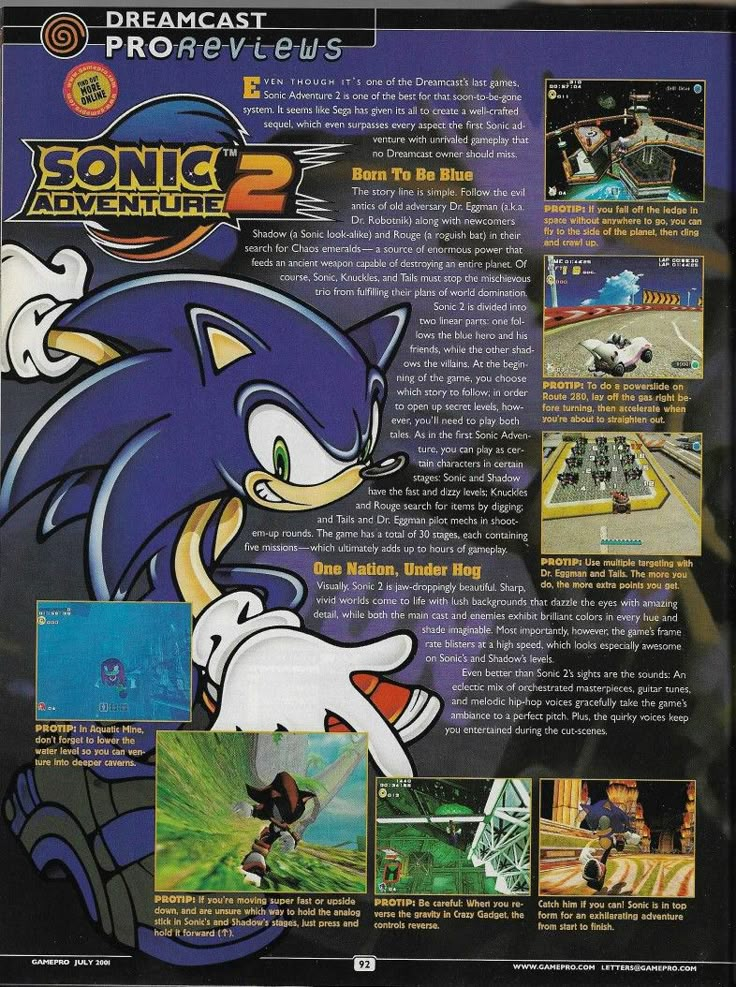 DREAMCAST
PROREVIEWS
www.gamepro.com
FIND OUT
MORE
ONLINE
www.gamepro.com
SONIC
ADVENTURE 2
TM
EVEN THOUGH IT'S one of the Dreamcast's last games,
Sonic Adventure 2 is one of the best for that soon-to-be-gone
system. It seems like Sega has given its all to create a well-crafted
sequel, which even surpasses every aspect the first Sonic ad-
venture with unrivaled gameplay that
no Dreamcast owner should miss.
Born To Be Blue
The story line is simple. Follow the evil
antics of old adversary Dr. Eggman (a.k.a.
Dr. Robotnik) along with newcomers
Shadow (a Sonic look-alike) and Rouge (a roguish bat) in their
search for Chaos emeralds—a source of enormous power that
feeds an ancient weapon capable of destroying an entire planet. Of
course, Sonic, Knuckles, and Tails must stop the mischievous
trio from fulfilling their plans of world domination.
Sonic 2 is divided into
two linear parts: one fol-
lows the blue hero and his
friends, while the other shad-
ows the villains. At the begin-
ning of the game, you choose
which story to follow; in order
to open up secret levels, how-
ever, you'll need to play both
tales. As in the first Sonic Adven-
ture, you can play as cer-
tain characters in certain
stages: Sonic and Shadow
have the fast and dizzy levels; Knuckles
and Rouge search for items by digging;
and Tails and Dr. Eggman pilot mechs in shoot-
em-up rounds. The game has a total of 30 stages, each containing
five missions—which ultimately adds up to hours of gameplay.
One Nation, Under Hog
Visually, Sonic 2 is jaw-droppingly beautiful. Sharp,
vivid worlds come to life with lush backgrounds that dazzle the eyes with amazing
detail, while both the main cast and enemies exhibit brilliant colors in every hue and
shade imaginable. Most importantly, however, the game's frame
rate blisters at a high speed, which looks especially awesome
on Sonic's and Shadow's levels.
Even better than Sonic 2's sights are the sounds: An
eclectic mix of orchestrated masterpieces, guitar tunes,
and melodic hip-hop voices gracefully take the game's
ambiance to a perfect pitch. Plus, the quirky voices keep
you entertained during the cut-scenes.
PROTIP: If you fall off the ledge in
space without anywhere to go, you can
fly to the side of the planet, then cling
and crawl up.
PROTIP: To do a powerslide on
Route 280, lay off the gas right be-
fore turning, then accelerate when
you're about to straighten out.
PROTIP: Use multiple targeting with
Dr. Eggman and Tails. The more you
do, the more extra points you get.
PROTIP: In Aquatic Mine,
don't forget to lower the
water level so you can ven-
ture into deeper caverns.
PROTIP: If you're moving super fast or upside
down, and are unsure which way to hold the analog
stick in Sonic's and Shadow's stages, just press and
hold it forward (↑).
PROTIP: Be careful: When you re-
verse the gravity in Crazy Gadget, the
controls reverse.
Catch him if you can! Sonic is in top
form for an exhilarating adventure
from start to finish.
GAMEPRO JULY 2001
92
WWW.GAMEPRO.COM LETTERS@GAMEPRO.COM